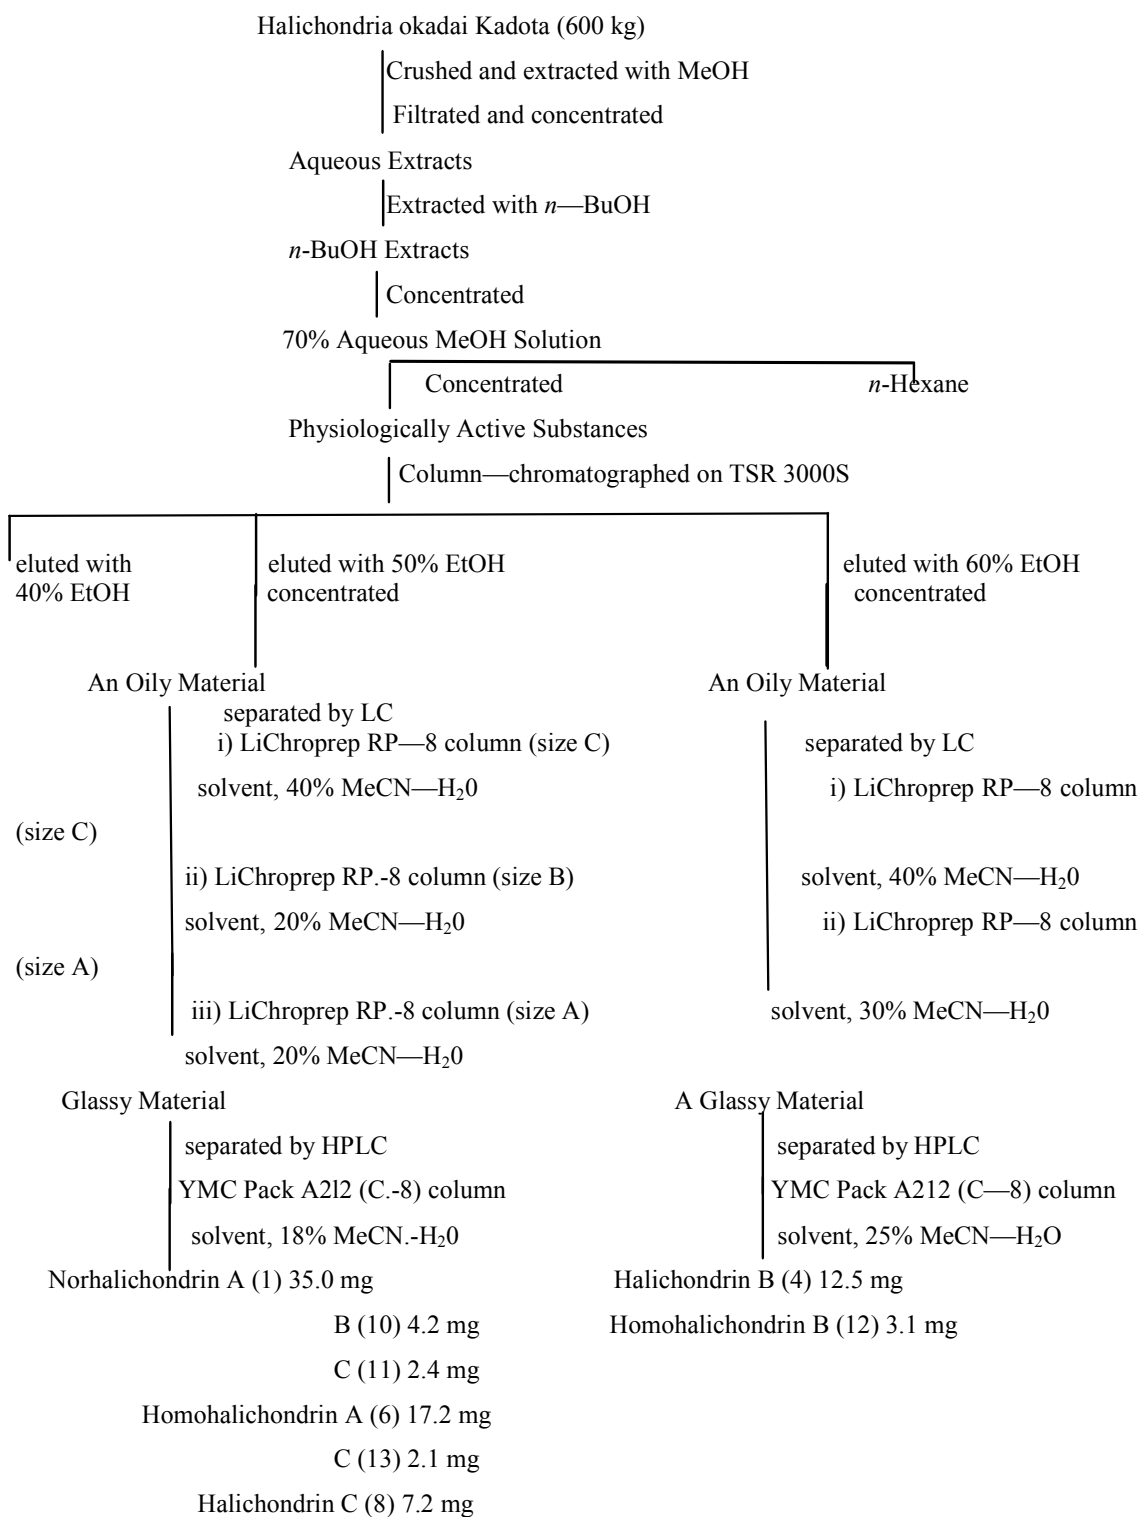 Halichondria okadai Kadota (600 kg)
Crushed and extracted with MeOH
Filtrated and concentrated
Aqueous Extracts
Extracted with n—BuOH
n-BuOH Extracts
Concentrated
70% Aqueous MeOH Solution
Concentrated
n-Hexane
Physiologically Active Substances
Column—chromatographed on TSR 3000S
eluted with
40% EtOH
eluted with 50% EtOH
concentrated
eluted with 60% EtOH
concentrated
An Oily Material
separated by LC
i) LiChroprep RP—8 column (size C)
solvent, 40% MeCN—H₂0
ii) LiChroprep RP.-8 column (size B)
solvent, 20% MeCN—H₂0
iii) LiChroprep RP.-8 column (size A)
solvent, 20% MeCN—H₂0
Glassy Material
separated by HPLC
YMC Pack A2l2 (C.-8) column
solvent, 18% MeCN.-H₂0
Norhalichondrin A (1) 35.0 mg
B (10) 4.2 mg
C (11) 2.4 mg
Homohalichondrin A (6) 17.2 mg
C (13) 2.1 mg
Halichondrin C (8) 7.2 mg
An Oily Material
separated by LC
i) LiChroprep RP—8 column
(size C)
solvent, 40% MeCN—H₂0
ii) LiChroprep RP—8 column
(size A)
solvent, 30% MeCN—H₂0
A Glassy Material
separated by HPLC
YMC Pack A212 (C—8) column
solvent, 25% MeCN—H₂O
Halichondrin B (4) 12.5 mg
Homohalichondrin B (12) 3.1 mg